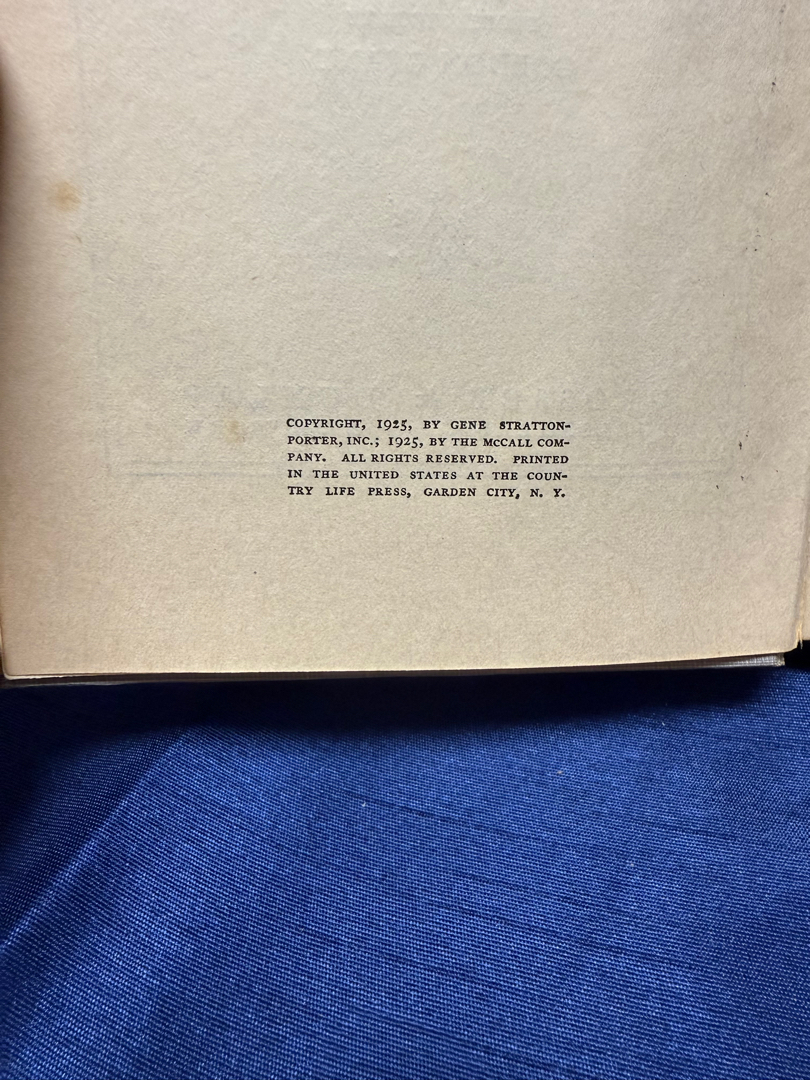 COPYRIGHT, 1925, BY GENE STRATTON-
PORTER, INC.; 1925, BY THE McCALL COM-
PANY. ALL RIGHTS RESERVED. PRINTED
IN THE UNITED STATES AT THE COUN-
TRY LIFE PRESS, GARDEN CITY, N. Y.